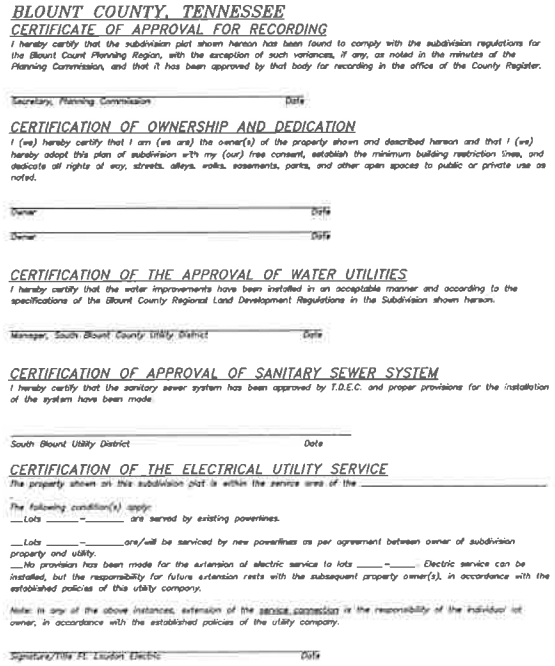 BLOUNT COUNTY, TENNESSEE
CERTIFICATE OF APPROVAL FOR RECORDING
I hereby certify that the subdivision plat shown hereon has been found to comply with the subdivision regulations for
the Blount Count Planning Region, with the exception of such variances, if any, as noted in the minutes of the
Planning Commission, and that it has been approved by that body for recording in the office of the County Register.
Secretary, Planning Commission Date
CERTIFICATION OF OWNERSHIP AND DEDICATION
I (we) hereby certify that I am (we are) the owner(s) of the property shown and described hereon and that I (we)
hereby adopt this plan of subdivision with my (our) free consent, establish the minimum building restriction lines, and
dedicate all rights of way, streets, alleys, walks, easements, parks, and other open spaces to public or private use as
noted.
Owner Date
Owner Date
CERTIFICATION OF THE APPROVAL OF WATER UTILITIES
I hereby certify that the water improvements have been installed in an acceptable manner and according to the
specifications of the Blount County Regional Land Development Regulations in the Subdivision shown hereon.
Manager, South Blount County Utility District Date
CERTIFICATION OF APPROVAL OF SANITARY SEWER SYSTEM
I hereby certify that the sanitary sewer system has been approved by T.D.E.C. and proper provisions for the installation
of the system have been made.
South Blount Utility District Date
CERTIFICATION OF THE ELECTRICAL UTILITY SERVICE
The property shown on this subdivision plat is within the service area of the ____________________
The following condition(s) apply:
__Lots ______-______ are served by existing powerlines.
__Lots ______-______are/will be serviced by new powerlines as per agreement between owner of subdivision
property and utility.
__No provision has been made for the extension of electric service to lots _____-_____. Electric service can be
installed, but the responsibility for future extension rests with the subsequent property owner(s), in accordance with the
established policies of this utility company.
Note: In any of the above instances, extension of the service connection is the responsibility of the individual lot
owner, in accordance with the established policies of the utility company.
Signature/Title Ft. Loudon Electric Date